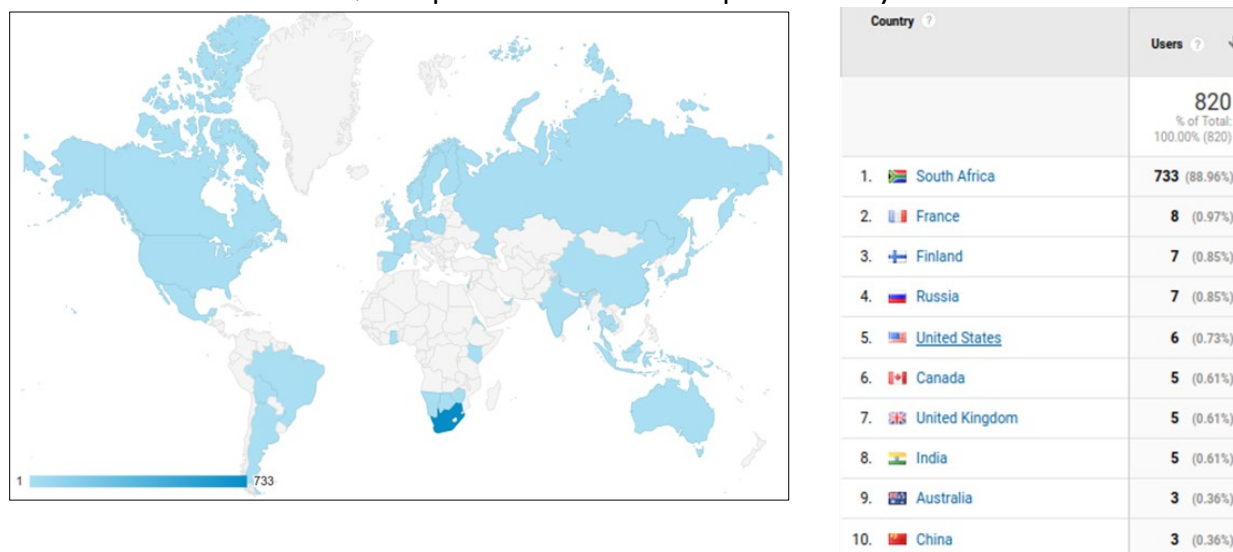 1
733
Country
Users
820
% of Total:
100.00% (820)
1. South Africa 733 (88.96%)
2. France 8 (0.97%)
3. Finland 7 (0.85%)
4. Russia 7 (0.85%)
5. United States 6 (0.73%)
6. Canada 5 (0.61%)
7. United Kingdom 5 (0.61%)
8. India 5 (0.61%)
9. Australia 3 (0.36%)
10. China 3 (0.36%)